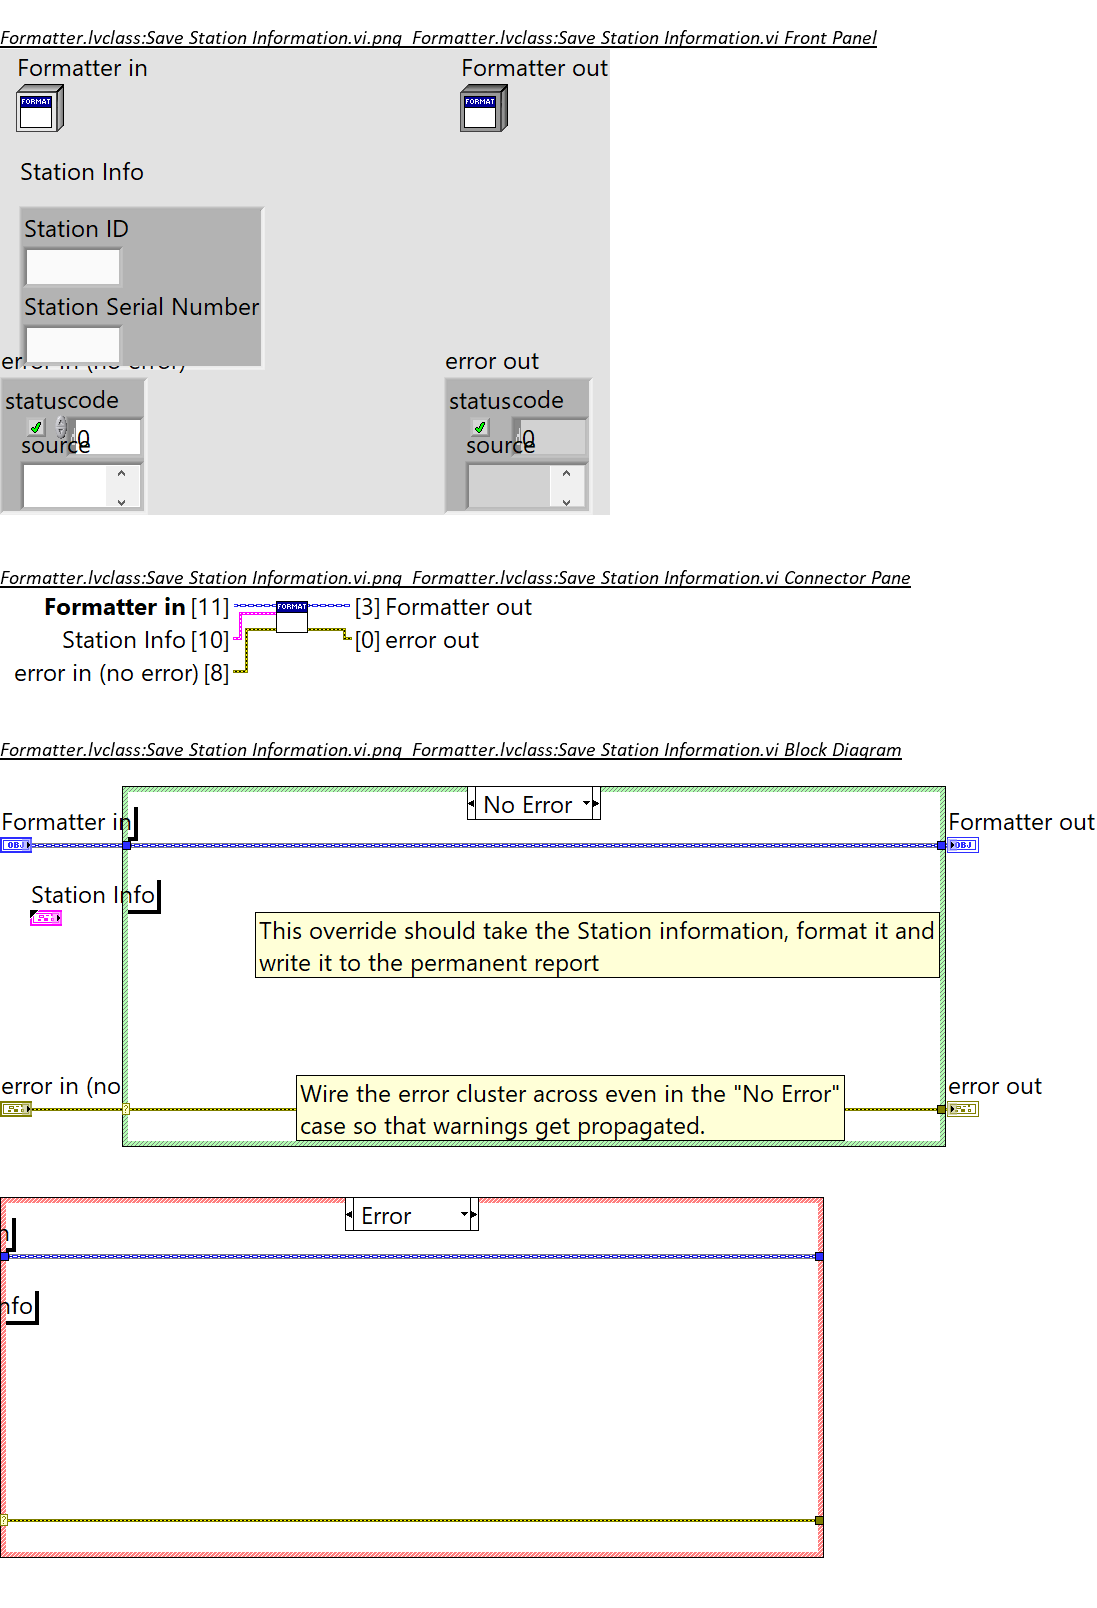 Formatter.lvclass:Save Station Information.vi.png Formatter.lvclass:Save Station Information.vi Front Panel
Formatter in
Formatter out
FORMAT
FORMAT
Station Info
Station ID
Station Serial Number
error in (no error)
error out
status code
status code
0
0
source
source
Formatter.lvclass:Save Station Information.vi.png Formatter.lvclass:Save Station Information.vi Connector Pane
Formatter in [11]
FORMAT
[3] Formatter out
Station Info [10]
[0] error out
error in (no error) [8]
Formatter.lvclass:Save Station Information.vi.png Formatter.lvclass:Save Station Information.vi Block Diagram
No Error
Formatter in
Formatter out
OBJ
OBJ
Station Info
This override should take the Station information, format it and
write it to the permanent report
error in (no
error out
Wire the error cluster across even in the "No Error"
case so that warnings get propagated.
?
Error
n
nfo
?